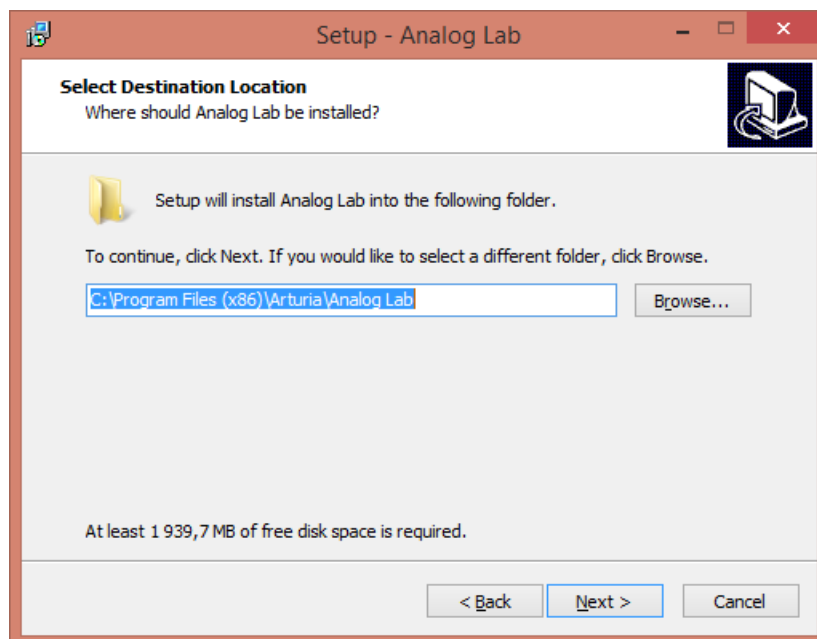 Setup - Analog Lab
Select Destination Location
Where should Analog Lab be installed?
Setup will install Analog Lab into the following folder.
To continue, click Next. If you would like to select a different folder, click Browse.
C:\Program Files (x86)\Arturia\Analog Lab
Browse...
At least 1 939,7 MB of free disk space is required.
< Back
Next >
Cancel